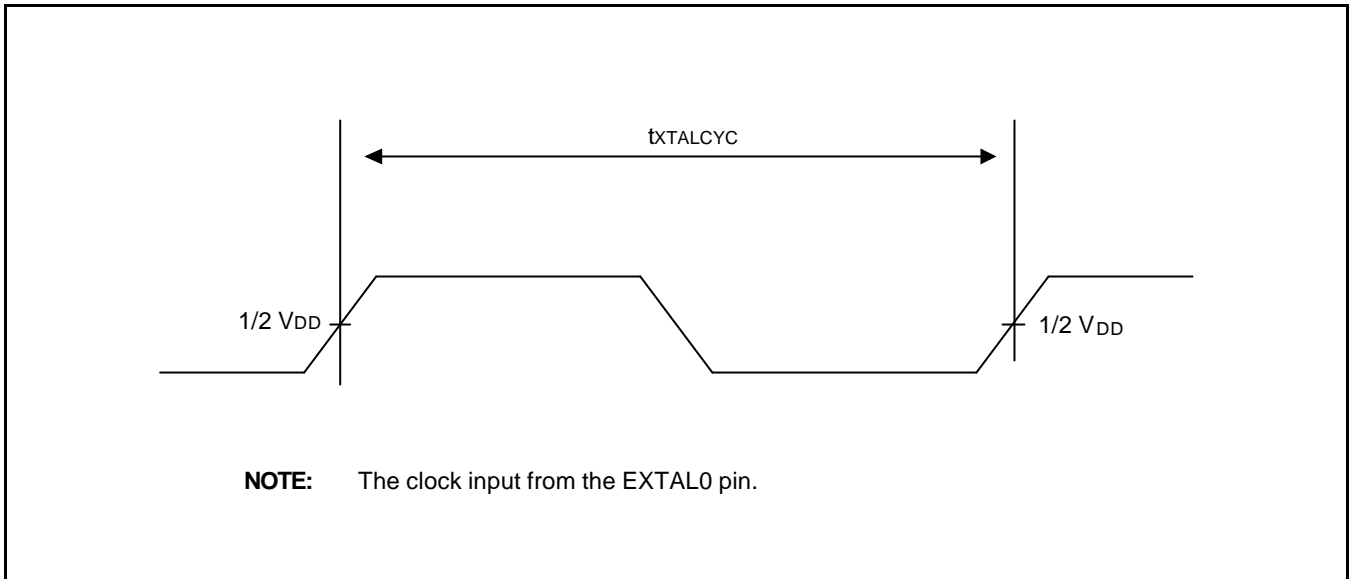 tXTALCYC
1/2 VDD
1/2 VDD
NOTE: The clock input from the EXTAL0 pin.